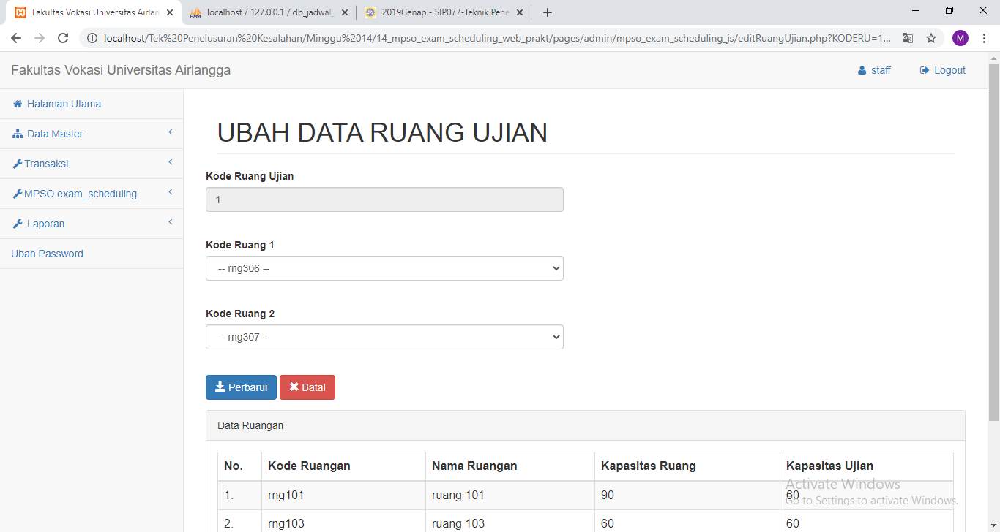 Fakultas Vokasi Universitas Airlan
localhost / 127.0.0.1 / db_jadwal_
2019Genap - SIP077-Teknik Pene
localhost/Tek%20Penelusuran%20Kesalahan/Minggu%2014/14_mpso_exam_scheduling_web_prakt/pages/admin/mpso_exam_scheduling_js/editRuangUjian.php?KODERU=1...
M
Fakultas Vokasi Universitas Airlangga
staff
Logout
Halaman Utama
Data Master
Transaksi
MPSO exam_scheduling
Laporan
Ubah Password
UBAH DATA RUANG UJIAN
Kode Ruang Ujian
1
Kode Ruang 1
-- rng306 --
Kode Ruang 2
-- rng307 --
Perbarui
Batal
Data Ruangan
No. Kode Ruangan Nama Ruangan Kapasitas Ruang Kapasitas Ujian
1. rng101 ruang 101 90 60
2. rng103 ruang 103 60 60
Activate Windows
Go to Settings to activate Windows.